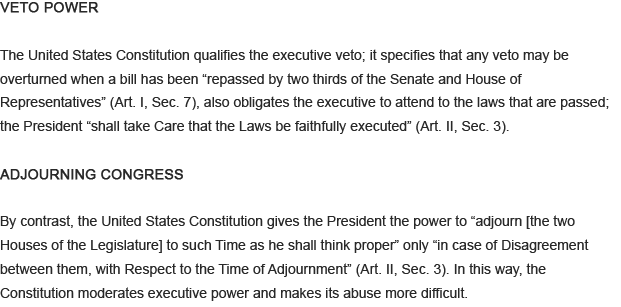 VETO POWER
The United States Constitution qualifies the executive veto; it specifies that any veto may be
overturned when a bill has been “repassed by two thirds of the Senate and House of
Representatives” (Art. I, Sec. 7), also obligates the executive to attend to the laws that are passed;
the President “shall take Care that the Laws be faithfully executed” (Art. II, Sec. 3).
ADJOURNING CONGRESS
By contrast, the United States Constitution gives the President the power to “adjourn [the two
Houses of the Legislature] to such Time as he shall think proper” only “in case of Disagreement
between them, with Respect to the Time of Adjournment” (Art. II, Sec. 3). In this way, the
Constitution moderates executive power and makes its abuse more difficult.